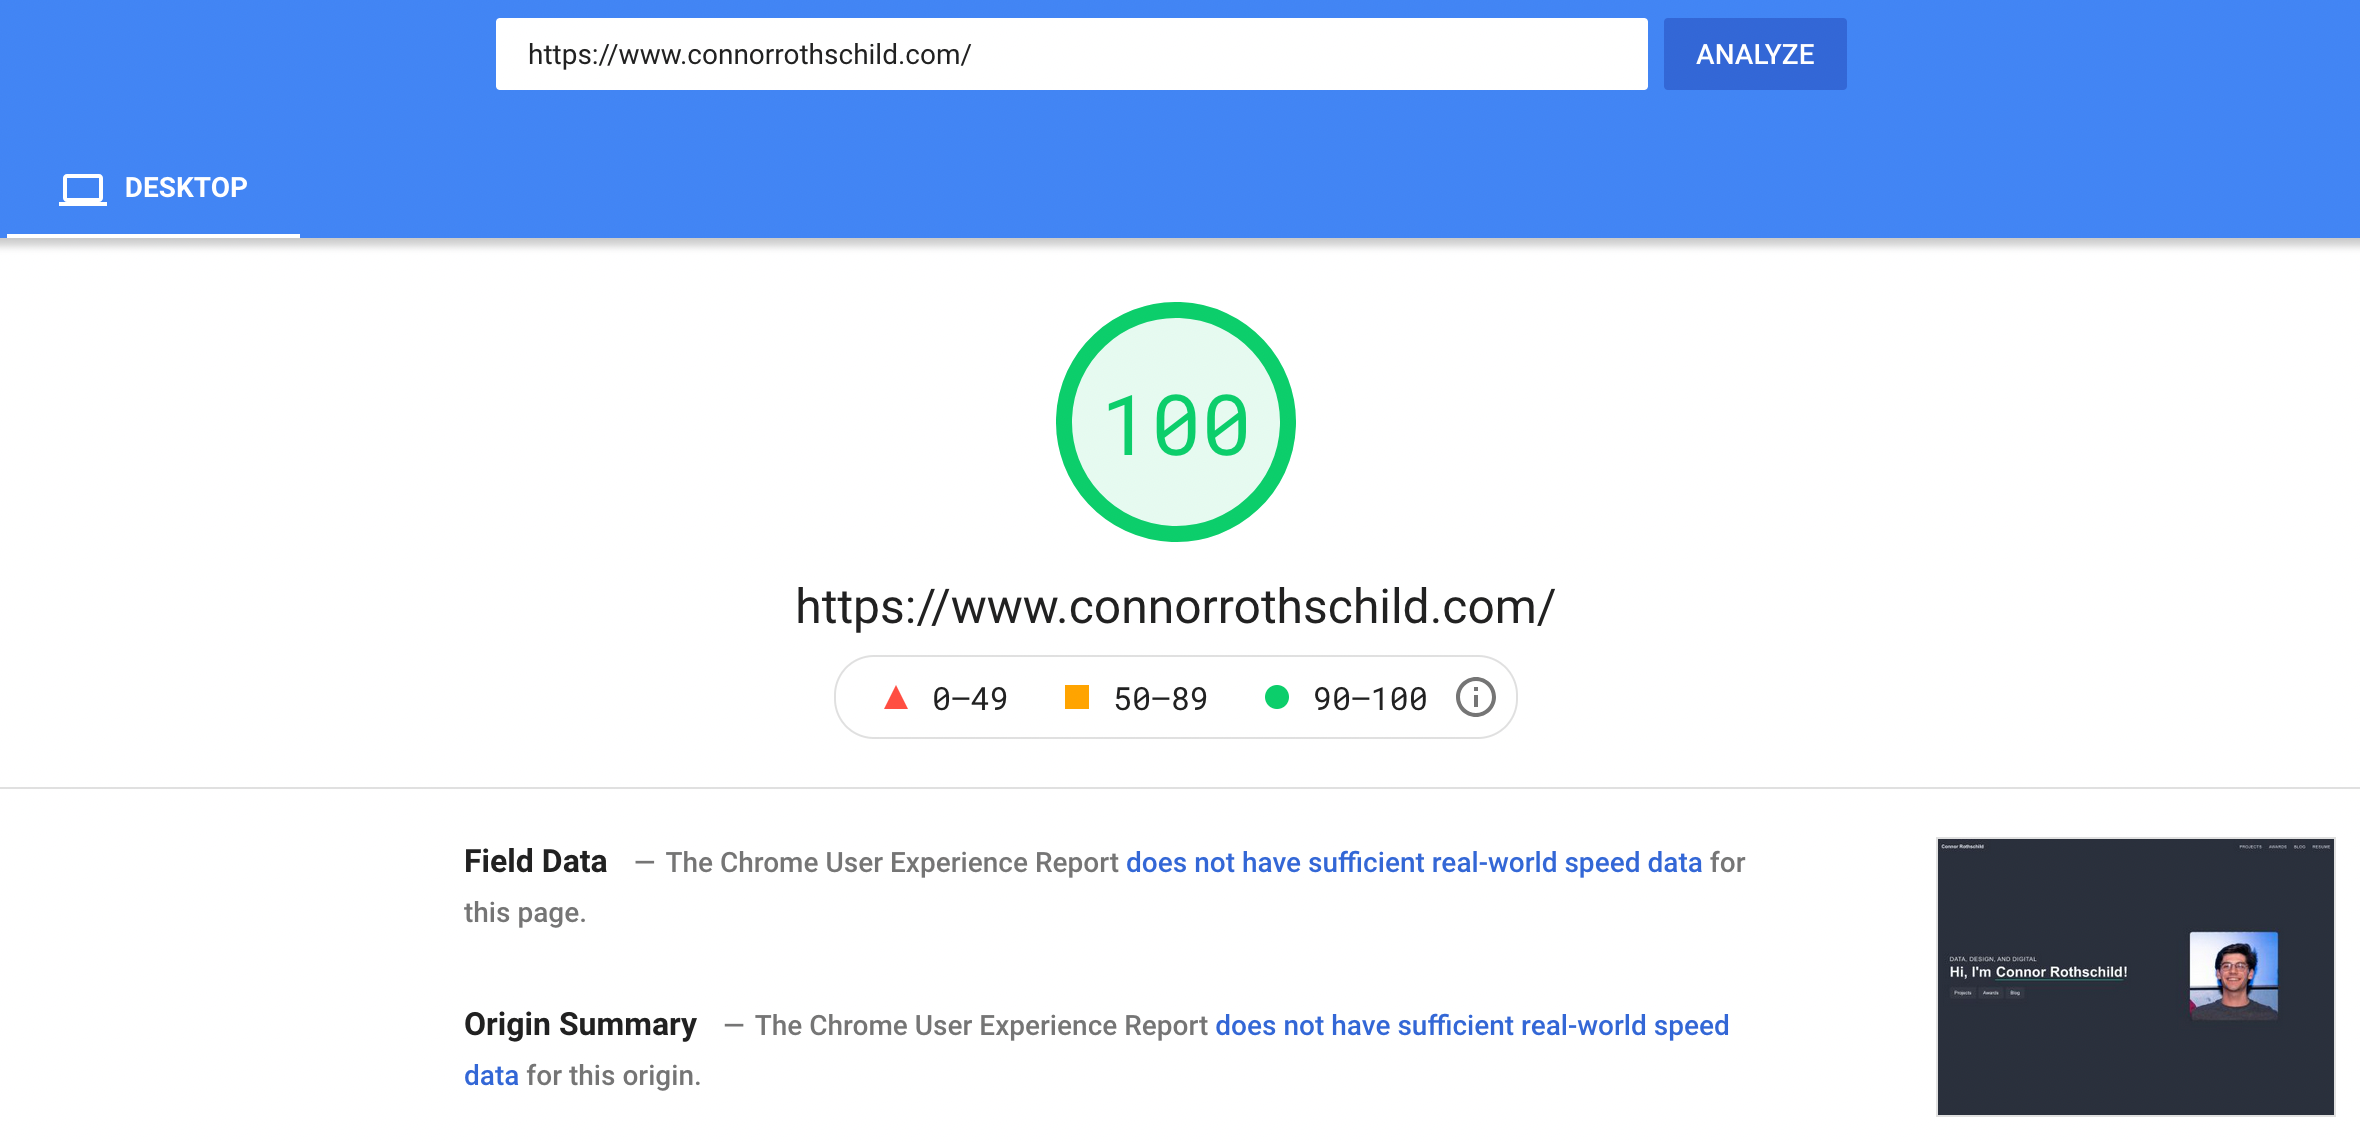 https://www.connorrothschild.com/
ANALYZE
DESKTOP
100
https://www.connorrothschild.com/
0–49 50–89 90–100
Field Data — The Chrome User Experience Report does not have sufficient real-world speed data for
this page.
Origin Summary — The Chrome User Experience Report does not have sufficient real-world speed
data for this origin.
Connor Rothschild PROJECTS AWARDS BLOG RESUME
DATA, DESIGN, AND DIGITAL
Hi, I'm Connor Rothschild!
Projects Awards Blog